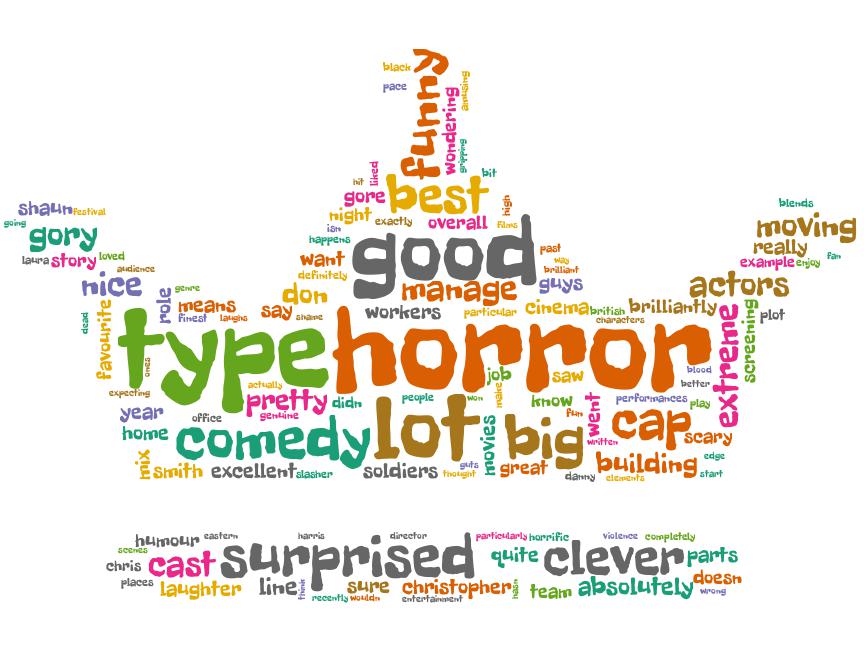 black
pace
funny
wondering
amusing
gripping
hit
liked
bit
gore
best
night
exactly
overall
films
high
isn
happens
good
want
definitely
past
way
brilliant
guys
don
manage
workers
particular
cinema
british
characters
brilliantly
shaun
festival
going
gory
laura
story
loved
audience
nice
blends
moving
really
example
enjoy
fan
actors
plot
dead
favourite
role
genre
means
finest
laughs
say
shame
type
horror
extreme
screening
ones
expecting
actually
pretty
genuine
didn
people
won
make
job
saw
blood
better
year
office
home
comedy
lot
know
fun
went
written
performances
play
movies
big
cap
scary
mix
smith
excellent
slasher
soldiers
guts
thought
great
danny
building
elements
edge
start
humour
eastern
harris
director
particularly
horrific
violence
completely
scenes
chris
cast
surprised
quite
clever
parts
places
laughter
line
think
recently
wouldn
sure
christopher
entertainment
hasn
team
absolutely
doesn
wrong